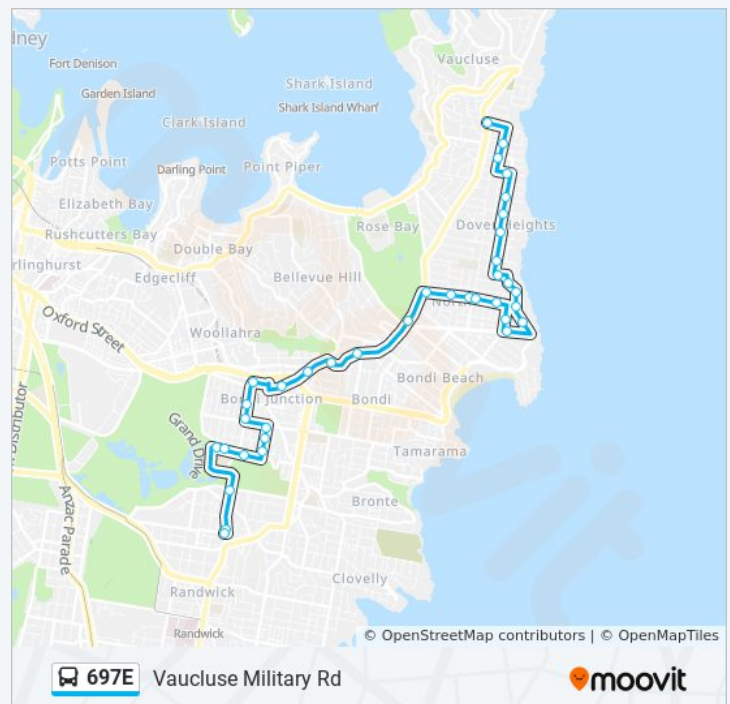 dney
Vaucluse
Fort Denison
Shark Island
Garden Island
Shark Island Wharf
Clark Island
Potts Point
Darling Point
Point Piper
Elizabeth Bay
Rushcutters Bay
Rose Bay
Dover Heights
Double Bay
rlinghurst
Edgecliff
Bellevue Hill
North
Oxford Street
Woollahra
Bondi Beach
Bondi Junction
Bondi
Distributor
Grand Drive
Tamarama
Anzac Parade
Bronte
Clovelly
Randwick
Randwick
© OpenStreetMap contributors | © OpenMapTiles
697E Vaucluse Military Rd
moovit